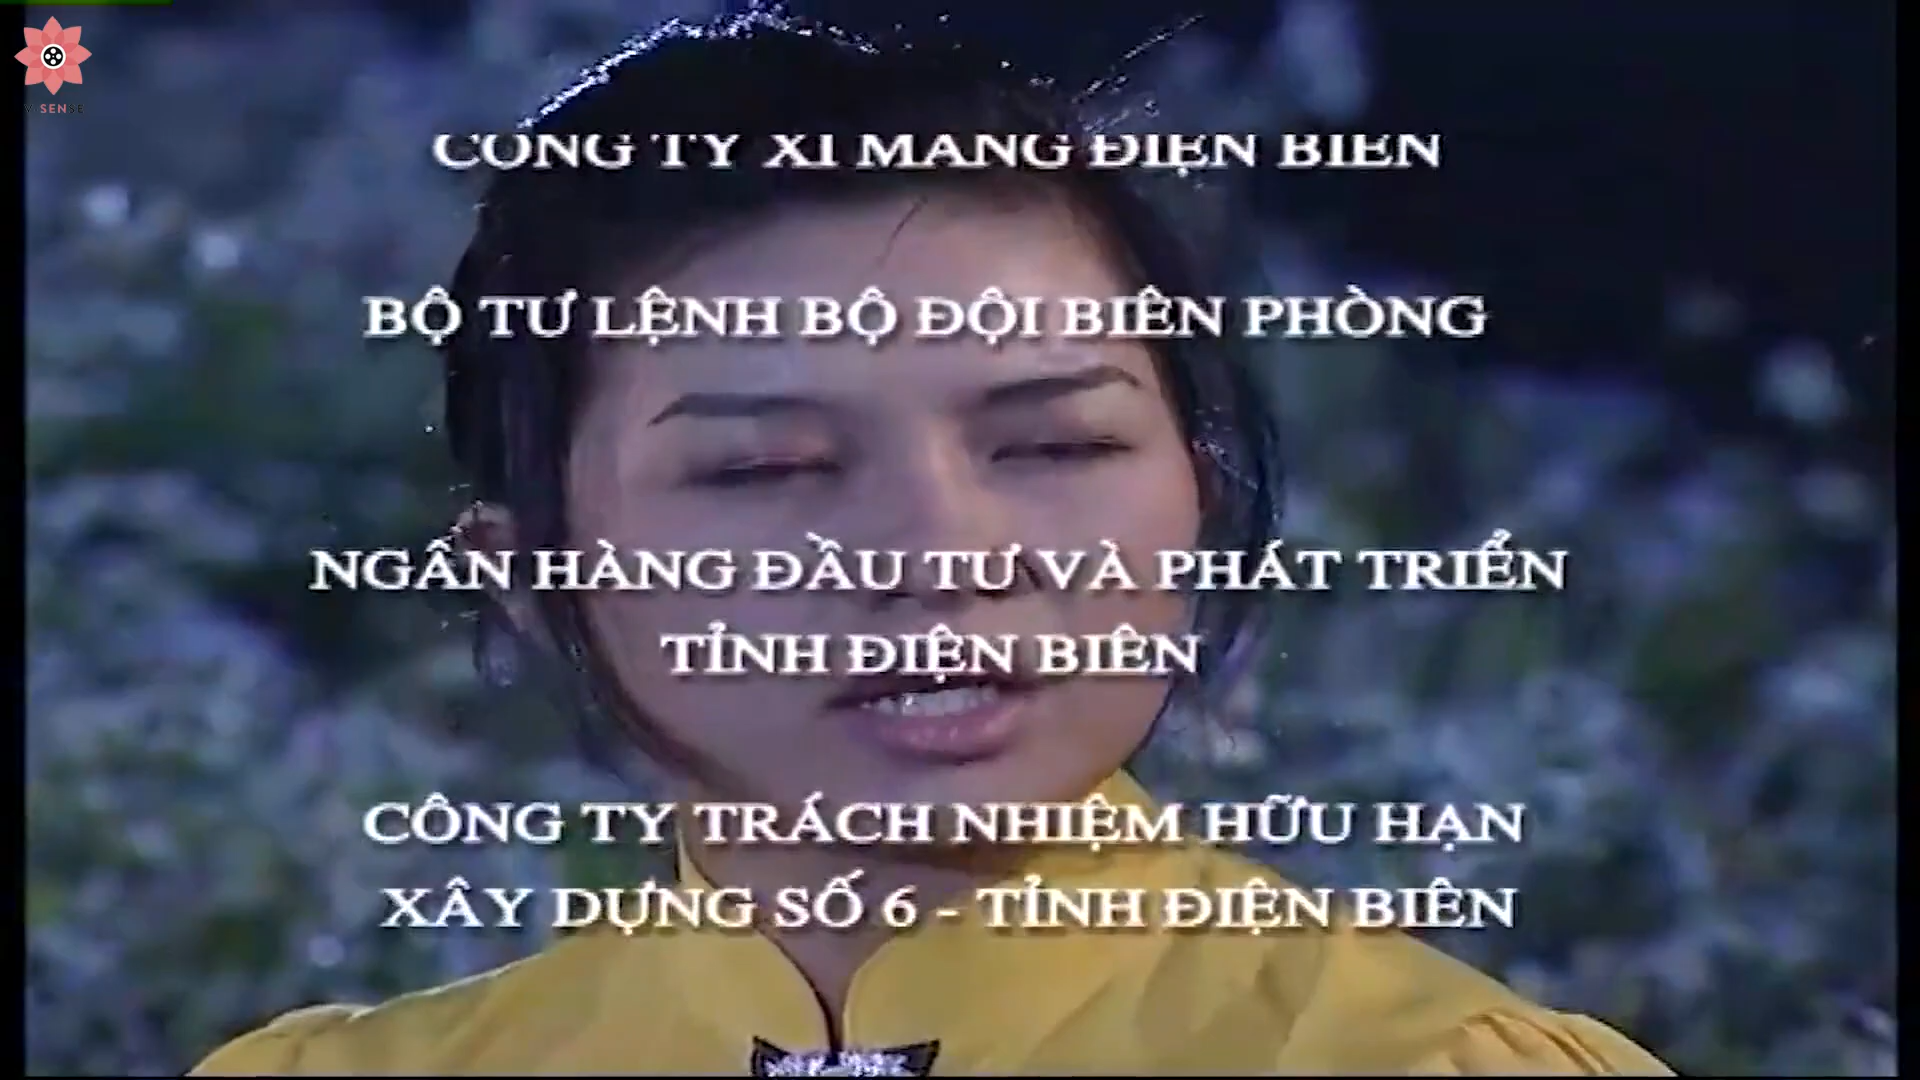 V SENSE
CÔNG TY XI MĂNG ĐIỆN BIÊN
BỘ TƯ LỆNH BỘ ĐỘI BIÊN PHÒNG
NGÂN HÀNG ĐẦU TƯ VÀ PHÁT TRIỂN
TỈNH ĐIỆN BIÊN
CÔNG TY TRÁCH NHIỆM HỮU HẠN
XÂY DỰNG SỐ 6 - TỈNH ĐIỆN BIÊN